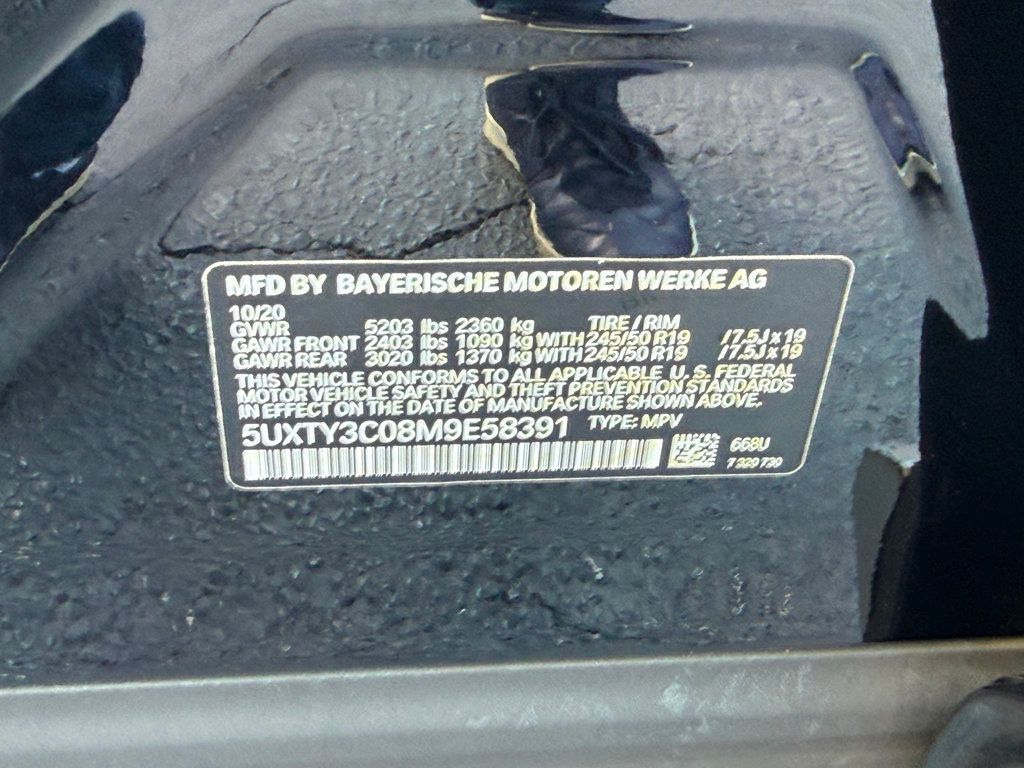 MFD BY BAYERISCHE MOTOREN WERKE AG
10/20 TIRE / RIM
GVWR 5203 lbs 2360 kg
GAWR FRONT 2403 lbs 1090 kg WITH 245/50 R19 /7.5J x 19
GAWR REAR 3020 lbs 1370 kg WITH 245/50 R19 /7.5J x 19
THIS VEHICLE CONFORMS TO ALL APPLICABLE U. S. FEDERAL
MOTOR VEHICLE SAFETY AND THEFT PREVENTION STANDARDS
IN EFFECT ON THE DATE OF MANUFACTURE SHOWN ABOVE.
5UXTY3C08M9E58391 TYPE: MPV
668U
7 329 730